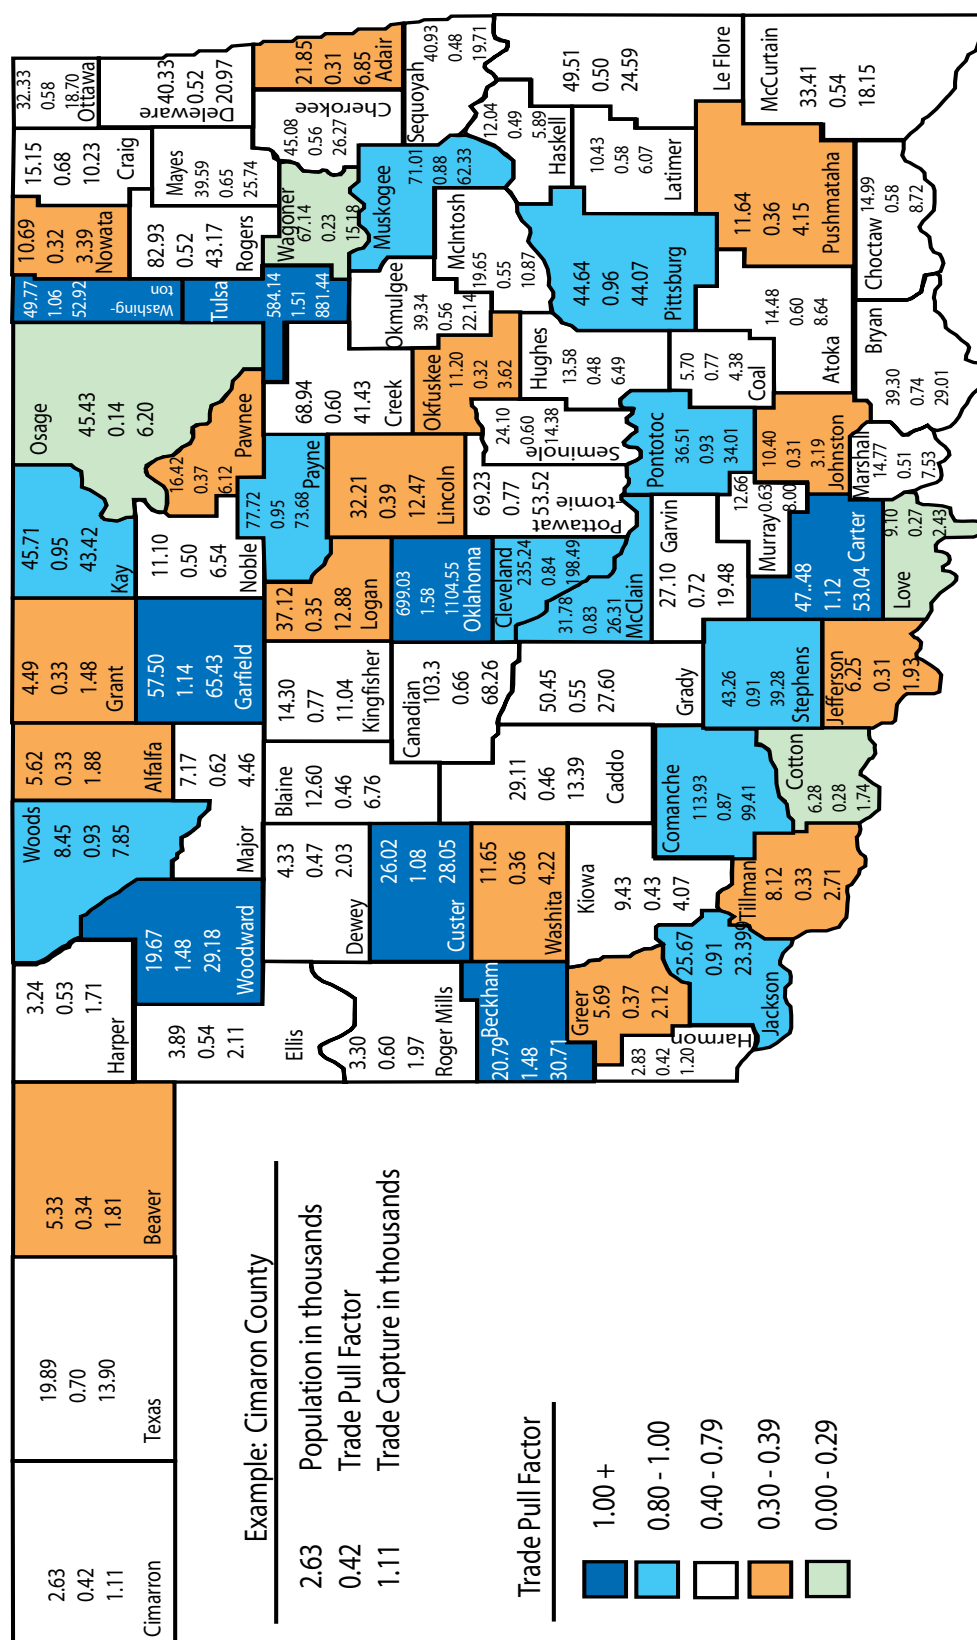 Cimarron
2.63
0.42
1.11
Texas
19.89
0.70
13.90
Beaver
5.33
0.34
1.81
Harper
3.24
0.53
1.71
Woods
8.45
0.93
7.85
Alfalfa
5.62
0.33
1.88
Grant
4.49
0.33
1.48
Kay
45.71
0.95
43.42
Osage
45.43
0.14
6.20
49.77
1.06
52.92
Washing-
ton
10.69
0.32
3.39
Nowata
15.15
0.68
10.23
Craig
32.33
0.58
18.70
Ottawa
Ellis
3.89
0.54
2.11
19.67
1.48
29.18
Woodward
7.17
0.62
4.46
Major
57.50
1.14
65.43
Garfield
11.10
0.50
6.54
Noble
16.42
0.37
6.12
Pawnee
Tulsa
584.14
1.51
881.44
82.93
0.52
43.17
Rogers
Mayes
39.59
0.65
25.74
40.33
0.52
20.97
Deleware
3.30
0.60
1.97
Roger Mills
4.33
0.47
2.03
Dewey
Blaine
12.60
0.46
6.76
14.30
0.77
11.04
Kingfisher
37.12
0.35
12.88
Logan
77.72
0.95
73.68
Payne
68.94
0.60
41.43
Creek
Wagoner
67.14
0.23
15.18
45.08
0.56
26.27
Cherokee
21.85
0.31
6.85
Adair
26.02
1.08
28.05
Custer
Canadian
103.3
0.66
68.26
699.03
1.58
1104.55
Oklahoma
32.21
0.39
12.47
Lincoln
Okfuskee
11.20
0.32
3.62
Okmulgee
39.34
0.56
22.14
Muskogee
71.01
0.88
62.33
Sequoyah
40.93
0.48
19.71
Beckham
20.79
1.48
30.71
11.65
0.36
4.22
Washita
29.11
0.46
13.39
Caddo
50.45
0.55
27.60
Grady
Cleveland
235.24
0.84
198.49
31.78
0.83
26.31
McClain
69.23
0.77
53.52
Pottawat
-tomie
24.10
0.60
14.38
Seminole
Hughes
13.58
0.48
6.49
McIntosh
19.65
0.55
10.87
12.04
0.49
5.89
Haskell
49.51
0.50
24.59
Le Flore
Greer
5.69
0.37
2.12
2.83
0.42
1.20
Harmon
Kiowa
9.43
0.43
4.07
25.67
0.91
23.39
Jackson
Comanche
113.93
0.87
99.41
Garvin
27.10
0.72
19.48
Pontotoc
36.51
0.93
34.01
44.64
0.96
44.07
Pittsburg
10.43
0.58
6.07
Latimer
5.70
0.77
4.38
Coal
Tillman
8.12
0.33
2.71
Cotton
6.28
0.28
1.74
43.26
0.91
39.28
Stephens
Murray
12.66
0.63
8.00
10.40
0.31
3.19
Johnston
14.48
0.60
8.64
Atoka
11.64
0.36
4.15
Pushmataha
McCurtain
33.41
0.54
18.15
Jefferson
6.25
0.31
1.93
47.48
1.12
53.04 Carter
Love
9.10
0.27
2.43
Marshall
14.77
0.51
7.53
Bryan
39.30
0.74
29.01
Choctaw
14.99
0.58
8.72
Example: Cimaron County
2.63 Population in thousands
0.42 Trade Pull Factor
1.11 Trade Capture in thousands
Trade Pull Factor
1.00 +
0.80 - 1.00
0.40 - 0.79
0.30 - 0.39
0.00 - 0.29